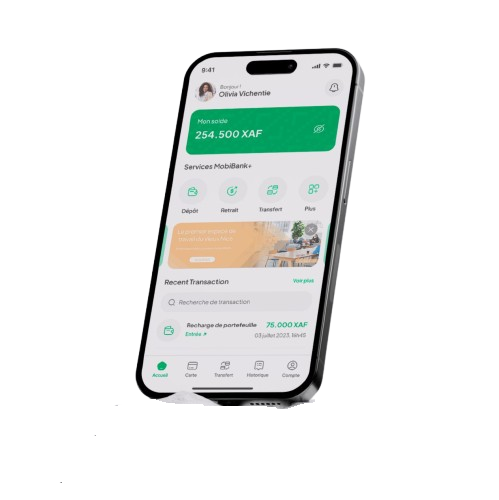 9:41
Bonjour !
Olivia Vichentie
Mon solde
254.500 XAF
Services MobiBank+
Dépôt
Retrait
Transfert
Plus
Recent Transaction
Voir plus
Recherche de transaction
Recharge de portefeuille
75.000 XAF
Entrée
03 juillet 2023, 16h45
Accueil
Carte
Transfert
Historique
Compte